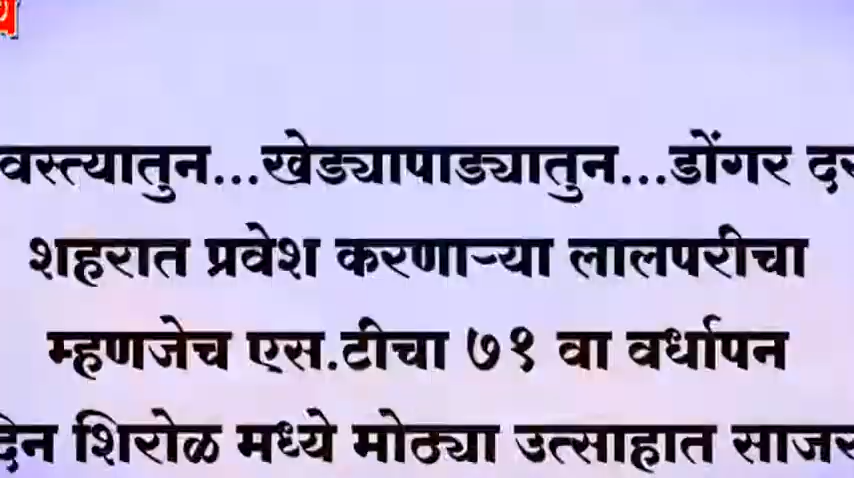 वस्त्यातुन...खेड्यापाड्यातुन...डोंगर
शहरात प्रवेश करणाऱ्या लालपरीचा
म्हणजेच एस.टीचा ७१ वा वर्धापन
दिन शिरोळ मध्ये मोठ्या उत्साहात